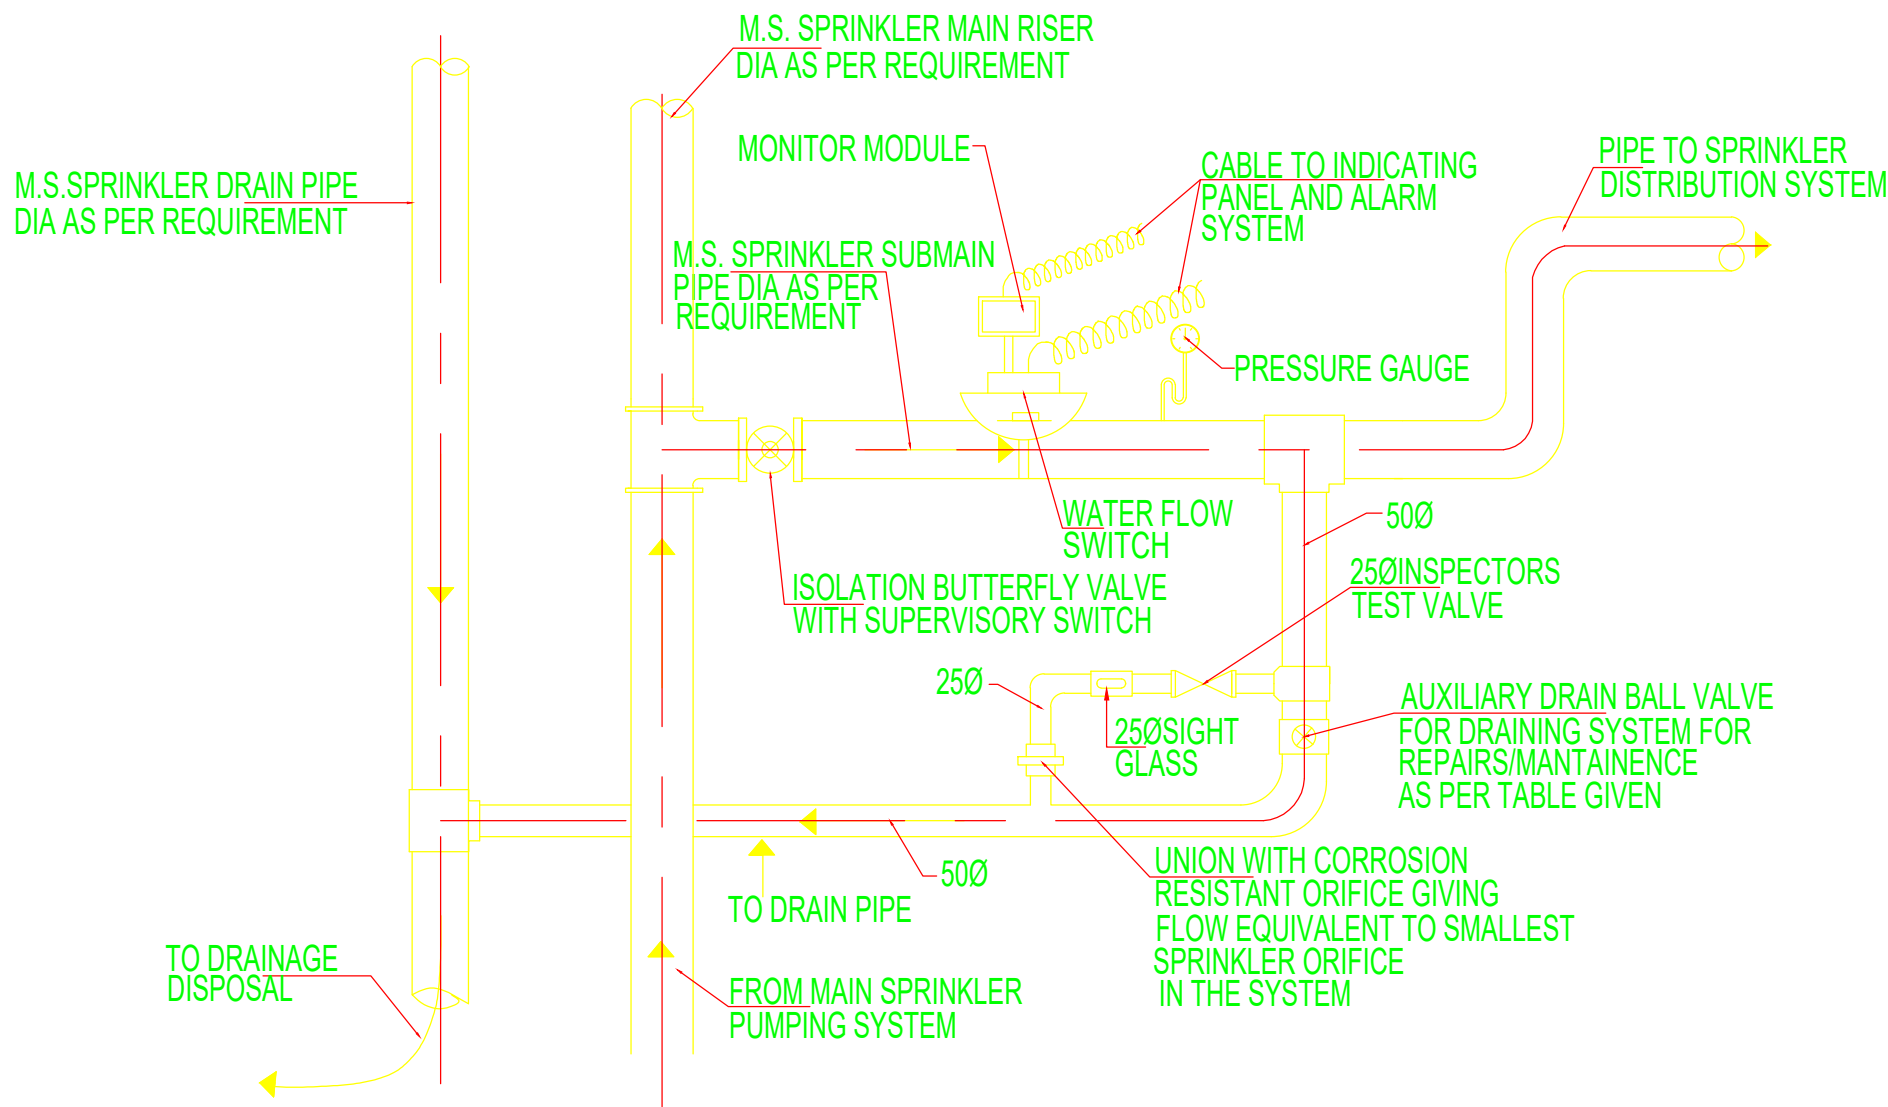 M.S. SPRINKLER MAIN RISER
DIA AS PER REQUIREMENT
MONITOR MODULE
CABLE TO INDICATING
PANEL AND ALARM
SYSTEM
PIPE TO SPRINKLER
DISTRIBUTION SYSTEM
M.S.SPRINKLER DRAIN PIPE
DIA AS PER REQUIREMENT
M.S. SPRINKLER SUBMAIN
PIPE DIA AS PER
REQUIREMENT
PRESSURE GAUGE
WATER FLOW
SWITCH
50Ø
25ØINSPECTORS
TEST VALVE
ISOLATION BUTTERFLY VALVE
WITH SUPERVISORY SWITCH
25Ø
25ØSIGHT
GLASS
AUXILIARY DRAIN BALL VALVE
FOR DRAINING SYSTEM FOR
REPAIRS/MANTAINENCE
AS PER TABLE GIVEN
50Ø
TO DRAIN PIPE
UNION WITH CORROSION
RESISTANT ORIFICE GIVING
FLOW EQUIVALENT TO SMALLEST
SPRINKLER ORIFICE
IN THE SYSTEM
TO DRAINAGE
DISPOSAL
FROM MAIN SPRINKLER
PUMPING SYSTEM